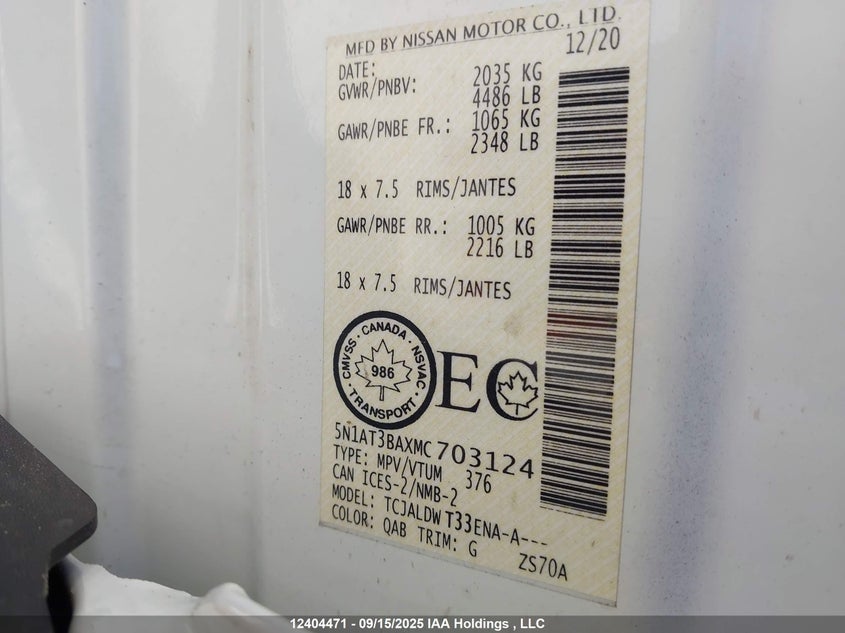 MFD BY NISSAN MOTOR CO., LTD.
DATE: 12/20
GVWR/PNBV: 2035 KG
4486 LB
GAWR/PNBE FR.: 1065 KG
2348 LB
18 x 7.5 RIMS/JANTES
GAWR/PNBE RR.: 1005 KG
2216 LB
18 x 7.5 RIMS/JANTES
CMVSS · CANADA · NSVAC · TRANSPORT ·
986
EC
5N1AT3BAXMC703124
TYPE: MPV/VTUM 376
CAN ICES-2/NMB-2
MODEL: TCJALDW T33ENA-A---
COLOR: QAB TRIM: G ZS70A
12404471 - 09/15/2025 IAA Holdings , LLC